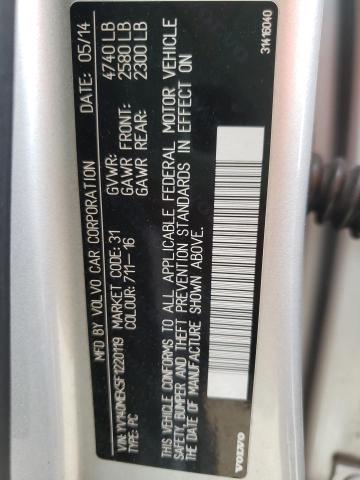 MFD BY VOLVO CAR CORPORATION DATE: 05/14
GVWR: 4740 LB
GAWR FRONT: 2580 LB
GAWR REAR: 2300 LB
VIN: YV140MEK5F1220119 MARKET CODE: 31
TYPE: PC COLOUR: 711-16
THIS VEHICLE CONFORMS TO ALL APPLICABLE FEDERAL MOTOR VEHICLE
SAFETY, BUMPER AND THEFT PREVENTION STANDARDS IN EFFECT ON
THE DATE OF MANUFACTURE SHOWN ABOVE.
VOLVO
31416040